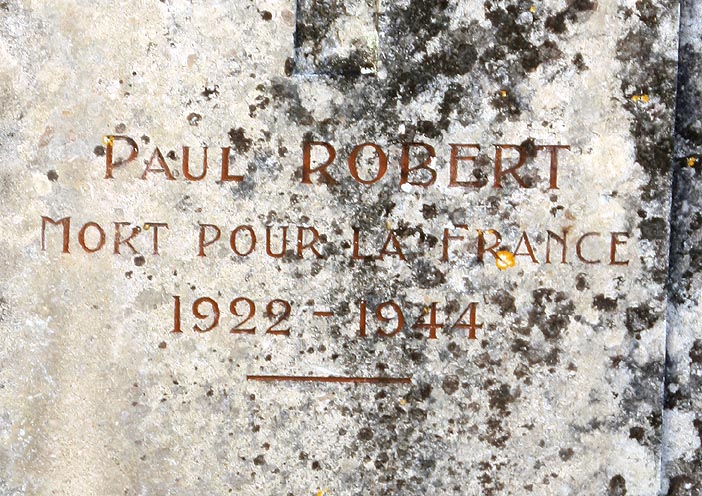 PAUL ROBERT
MORT POUR LA FRANCE
1922 - 1944